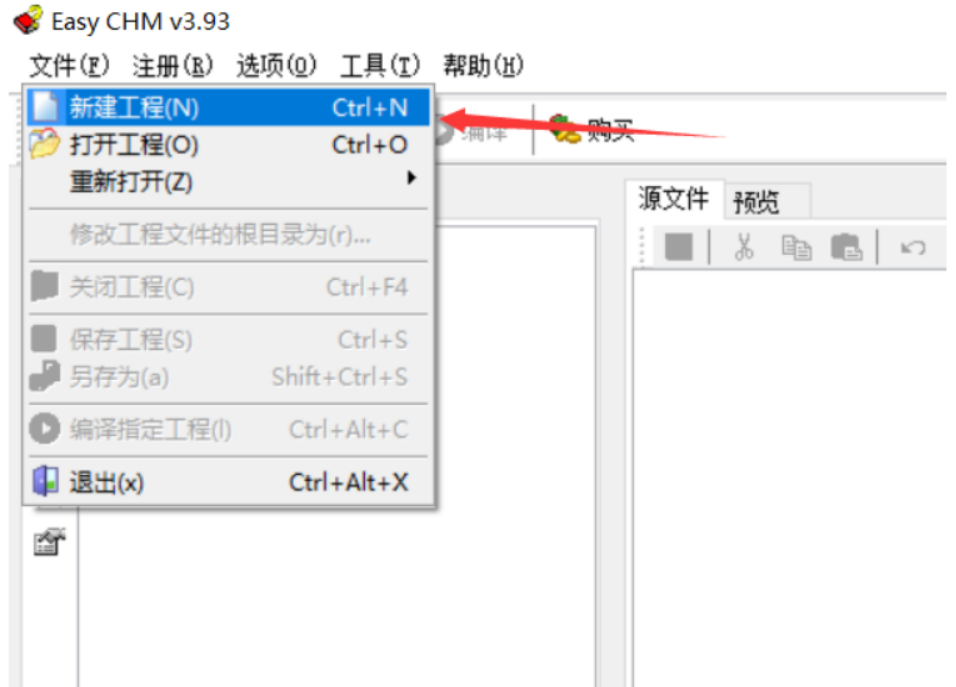 Easy CHM v3.93
文件(F) 注册(R) 选项(O) 工具(T) 帮助(H)
新建工程(N) Ctrl+N
编译 购买
打开工程(O) Ctrl+O
重新打开(Z)
源文件 预览
修改工程文件的根目录为(r)...
关闭工程(C) Ctrl+F4
保存工程(S) Ctrl+S
另存为(a) Shift+Ctrl+S
编译指定工程(I) Ctrl+Alt+C
退出(x) Ctrl+Alt+X